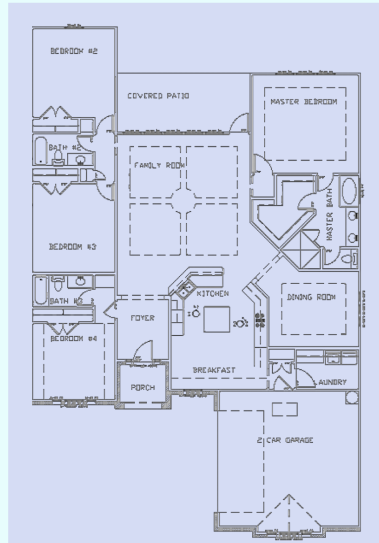 BEDROOM #2
COVERED PATIO
MASTER BEDROOM
BATH #2
FAMILY ROOM
MASTER BATH
BEDROOM #3
KITCHEN
DINING ROOM
BATH #3
FOYER
BEDROOM #4
BREAKFAST
PORCH
AUNDRY
2 CAR GARAGE